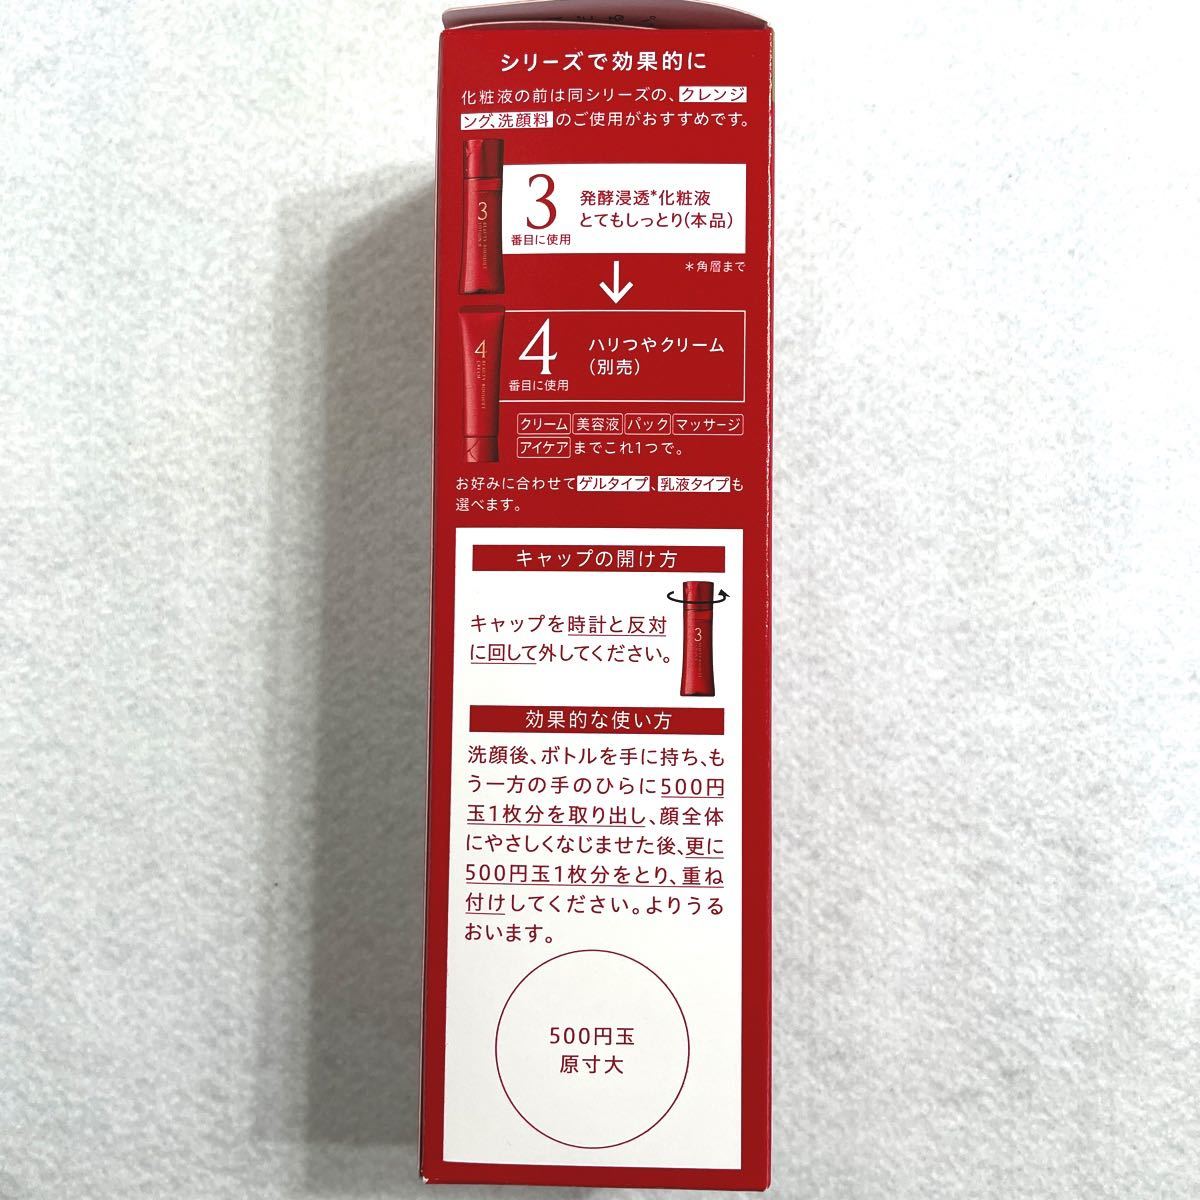 シリーズで効果的に
化粧液の前は同シリーズの、クレンジ
ング、洗顔料のご使用がおすすめです。
3
番目に使用
発酵浸透*化粧液
とてもしっとり(本品)
*角層まで
3
4
番目に使用
ハリつやクリーム
(別売)
4
クリーム 美容液 パック マッサージ
アイケア までこれ1つで。
お好みに合わせてゲルタイプ、乳液タイプも
選べます。
キャップの開け方
キャップを時計と反対
に回して外してください。
3
効果的な使い方
洗顔後、ボトルを手に持ち、も
う一方の手のひらに500円
玉1枚分を取り出し、顔全体
にやさしくなじませた後、更に
500円玉1枚分をとり、重ね
付けしてください。よりうる
おいます。
500円玉
原寸大